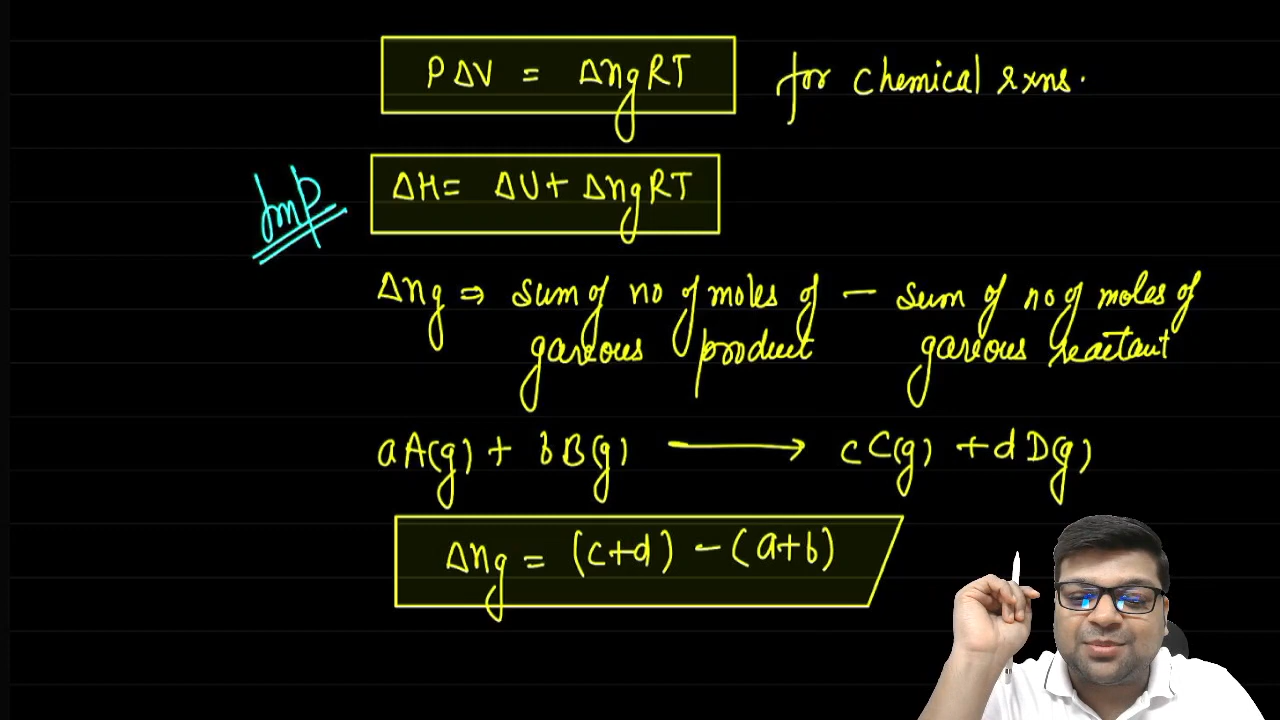 PΔV = ΔngRT for chemical rxns.
Imp ΔH= ΔU+ ΔngRT
Δng ⇒ sum of no of moles of — sum of no of moles of
gaseous product gaseous reactant
aA(g) + bB(g) ⟶ cC(g) + dD(g)
Δng = (c+d) - (a+b)